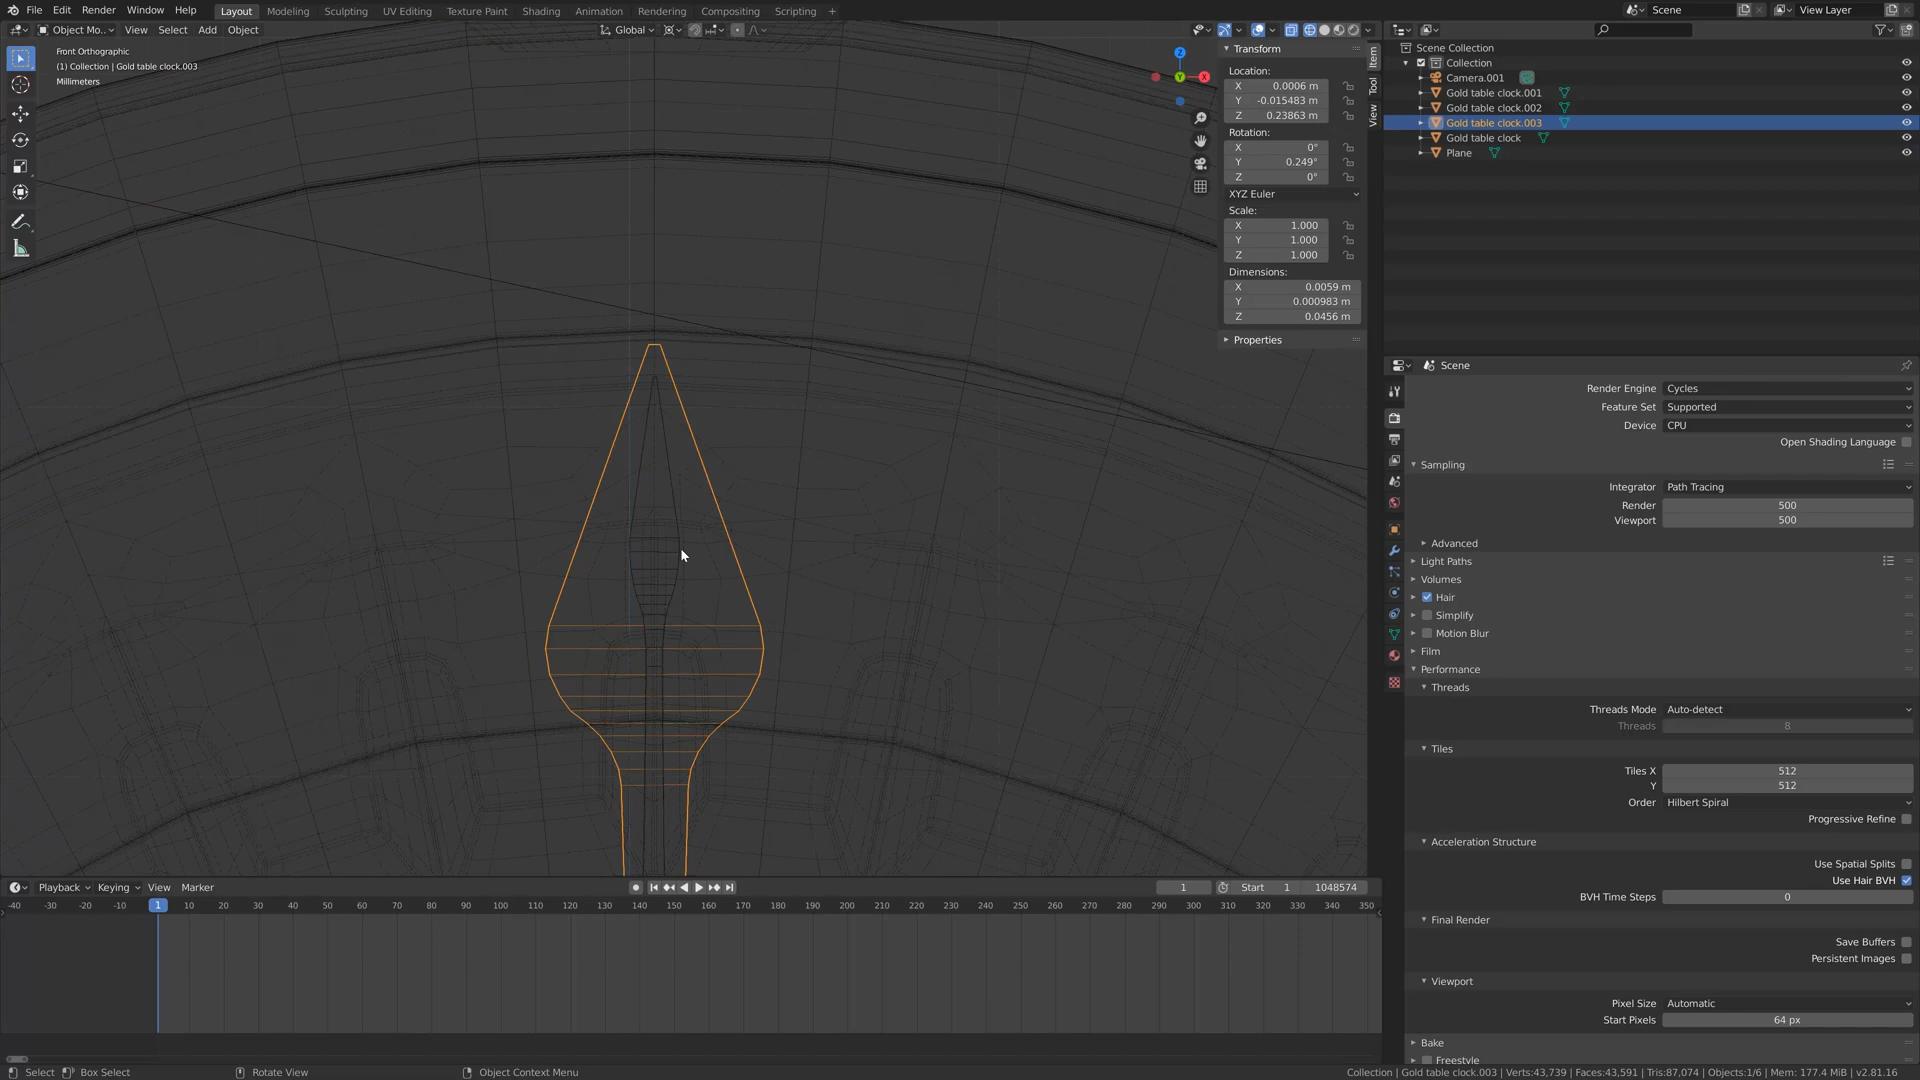 File Edit Render Window Help Layout Modeling Sculpting UV Editing Texture Paint Shading Animation Rendering Compositing Scripting + Scene View Layer
Object Mo... View Select Add Object Global
Front Orthographic
(1) Collection | Gold table clock.003
Millimeters
Z
Y X
Transform
Location:
X 0.0006 m
Y -0.015483 m
Z 0.23863 m
Rotation:
X 0°
Y 0.249°
Z 0°
XYZ Euler
Scale:
X 1.000
Y 1.000
Z 1.000
Dimensions:
X 0.0059 m
Y 0.000983 m
Z 0.0456 m
Properties
Item
Tool
View
Scene Collection
Collection
Camera.001
Gold table clock.001
Gold table clock.002
Gold table clock.003
Gold table clock
Plane
Scene
Render Engine Cycles
Feature Set Supported
Device CPU
Open Shading Language
Sampling
Integrator Path Tracing
Render 500
Viewport 500
Advanced
Light Paths
Volumes
Hair
Simplify
Motion Blur
Film
Performance
Threads
Threads Mode Auto-detect
Threads 8
Tiles
Tiles X 512
Y 512
Order Hilbert Spiral
Progressive Refine
Acceleration Structure
Use Spatial Splits
Use Hair BVH
BVH Time Steps 0
Final Render
Save Buffers
Persistent Images
Viewport
Pixel Size Automatic
Start Pixels 64 px
Bake
Freestyle
Playback Keying View Marker 1 Start 1 1048574
-40 -30 -20 -10 1 10 20 30 40 50 60 70 80 90 100 110 120 130 140 150 160 170 180 190 200 210 220 230 240 250 260 270 280 290 300 310 320 330 340 350
Select Box Select Rotate View Object Context Menu Collection | Gold table clock.003 | Verts:43,739 | Faces:43,591 | Tris:87,074 | Objects:1/6 | Mem: 177.4 MiB | v2.81.16